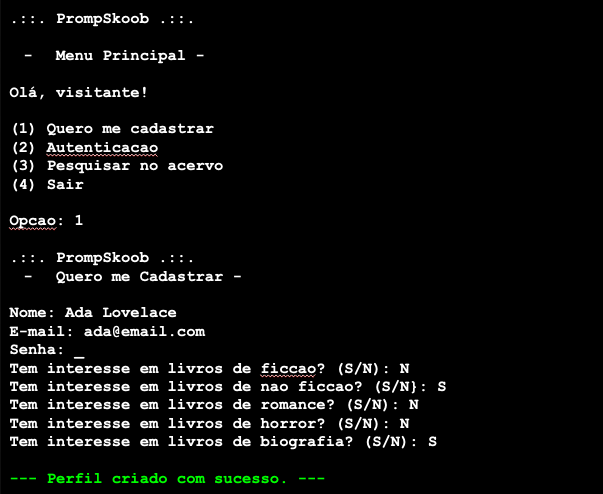 .::. PrompSkoob .::.
- Menu Principal -
Olá, visitante!
(1) Quero me cadastrar
(2) Autenticacao
(3) Pesquisar no acervo
(4) Sair
Opcao: 1
.::. PrompSkoob .::.
- Quero me Cadastrar -
Nome: Ada Lovelace
E-mail: ada@email.com
Senha: _
Tem interesse em livros de ficcao? (S/N): N
Tem interesse em livros de nao ficcao? (S/N}: S
Tem interesse em livros de romance? (S/N): N
Tem interesse em livros de horror? (S/N): N
Tem interesse em livros de biografia? (S/N): S
--- Perfil criado com sucesso. ---